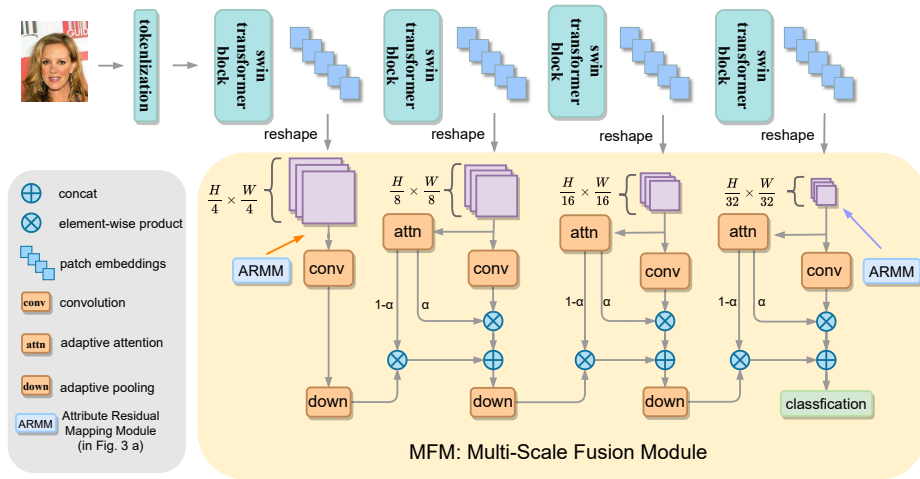 GUID
tokenlization
swin
transformer
block
swin
transformer
block
swin
transformer
block
swin
transformer
block
reshape
reshape
reshape
reshape
H/4 × W/4
H/8 × W/8
H/16 × W/16
H/32 × W/32
concat
element-wise product
patch embeddings
conv convolution
attn adaptive attention
down adaptive pooling
ARMM Attribute Residual
Mapping Module
(in Fig. 3 a)
attn
attn
attn
ARMM
conv
conv
conv
conv
ARMM
1-α α
1-α α
1-α α
down
down
down
classfication
MFM: Multi-Scale Fusion Module